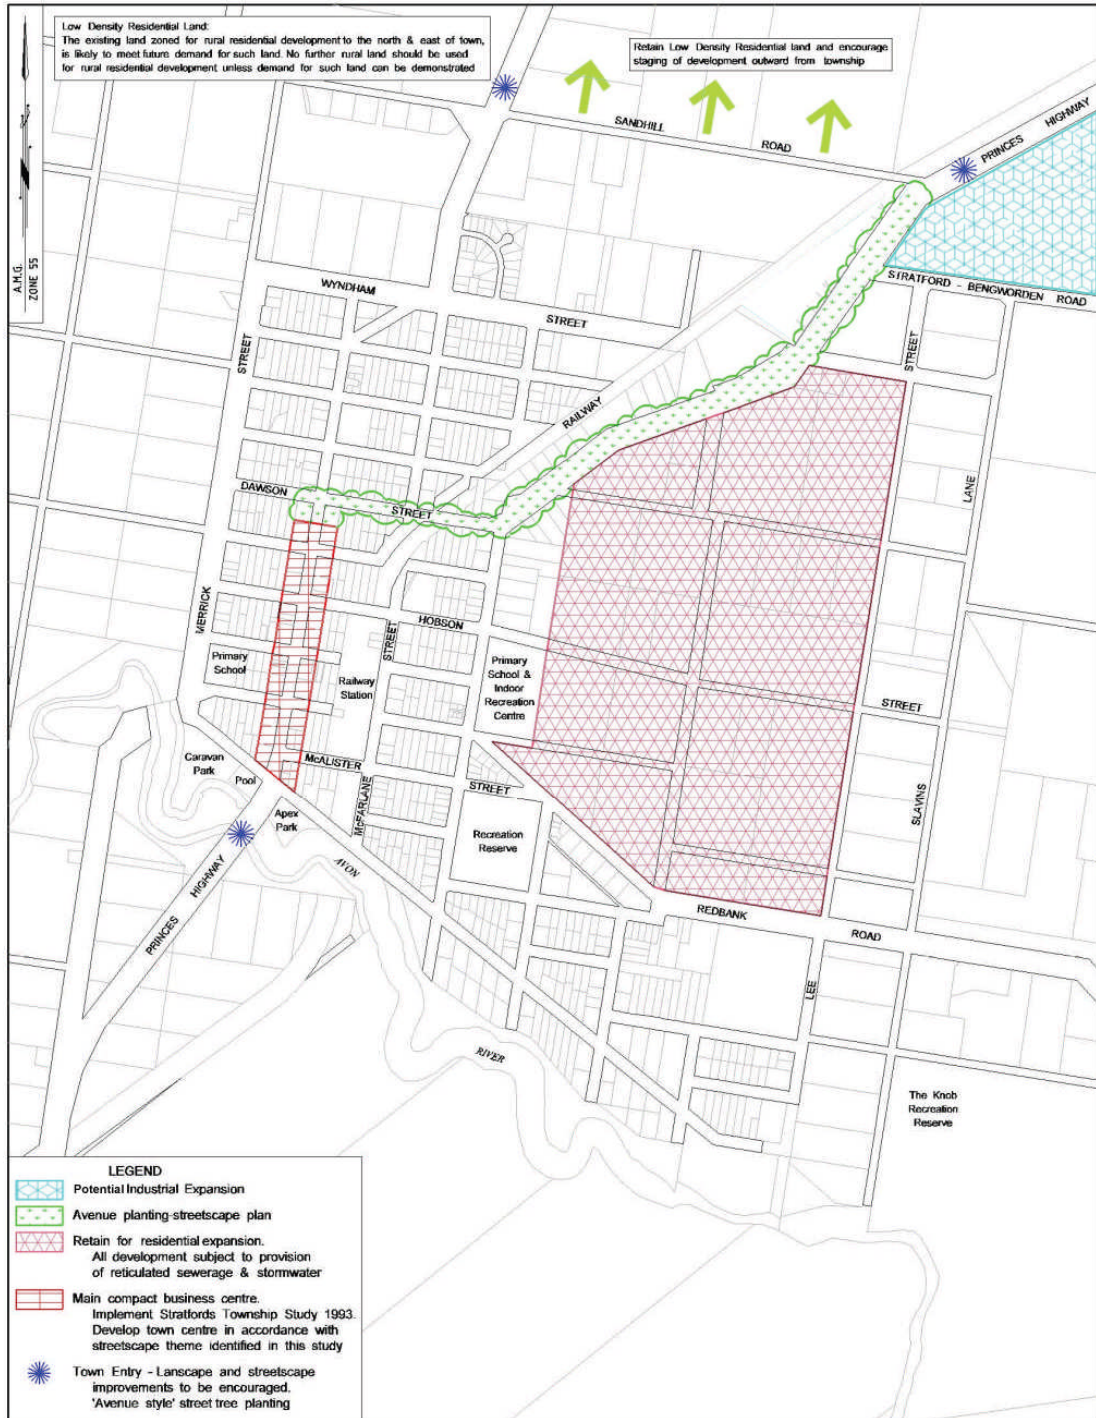 Low Density Residential Land:
The existing land zoned for rural residential development to the north & east of town,
is likely to meet future demand for such land. No further rural land should be used
for rural residential development unless demand for such land can be demonstrated
Retain Low Density Residential land and encourage
staging of development outward from township
A.M.G.
ZONE 55
SANDHILL
ROAD
PRINCES HIGHWAY
STRATFORD - BENGWORDEN ROAD
WYNDHAM
STREET
STREET
STREET
RAILWAY
LANE
DAWSON
STREET
MERRICK
HOBSON
STREET
Primary
School
Railway
Station
Primary
School &
Indoor
Recreation
Centre
STREET
Caravan
Park
Pool
McALISTER
STREET
McFARLANE
SLAVINS
Apex
Park
Recreation
Reserve
AVON
PRINCES HIGHWAY
REDBANK
ROAD
LEE
RIVER
The Knob
Recreation
Reserve
LEGEND
Potential Industrial Expansion
Avenue planting-streetscape plan
Retain for residential expansion.
All development subject to provision
of reticulated sewerage & stormwater
Main compact business centre.
Implement Stratfords Township Study 1993.
Develop town centre in accordance with
streetscape theme identified in this study
Town Entry - Lanscape and streetscape
improvements to be encouraged.
'Avenue style' street tree planting